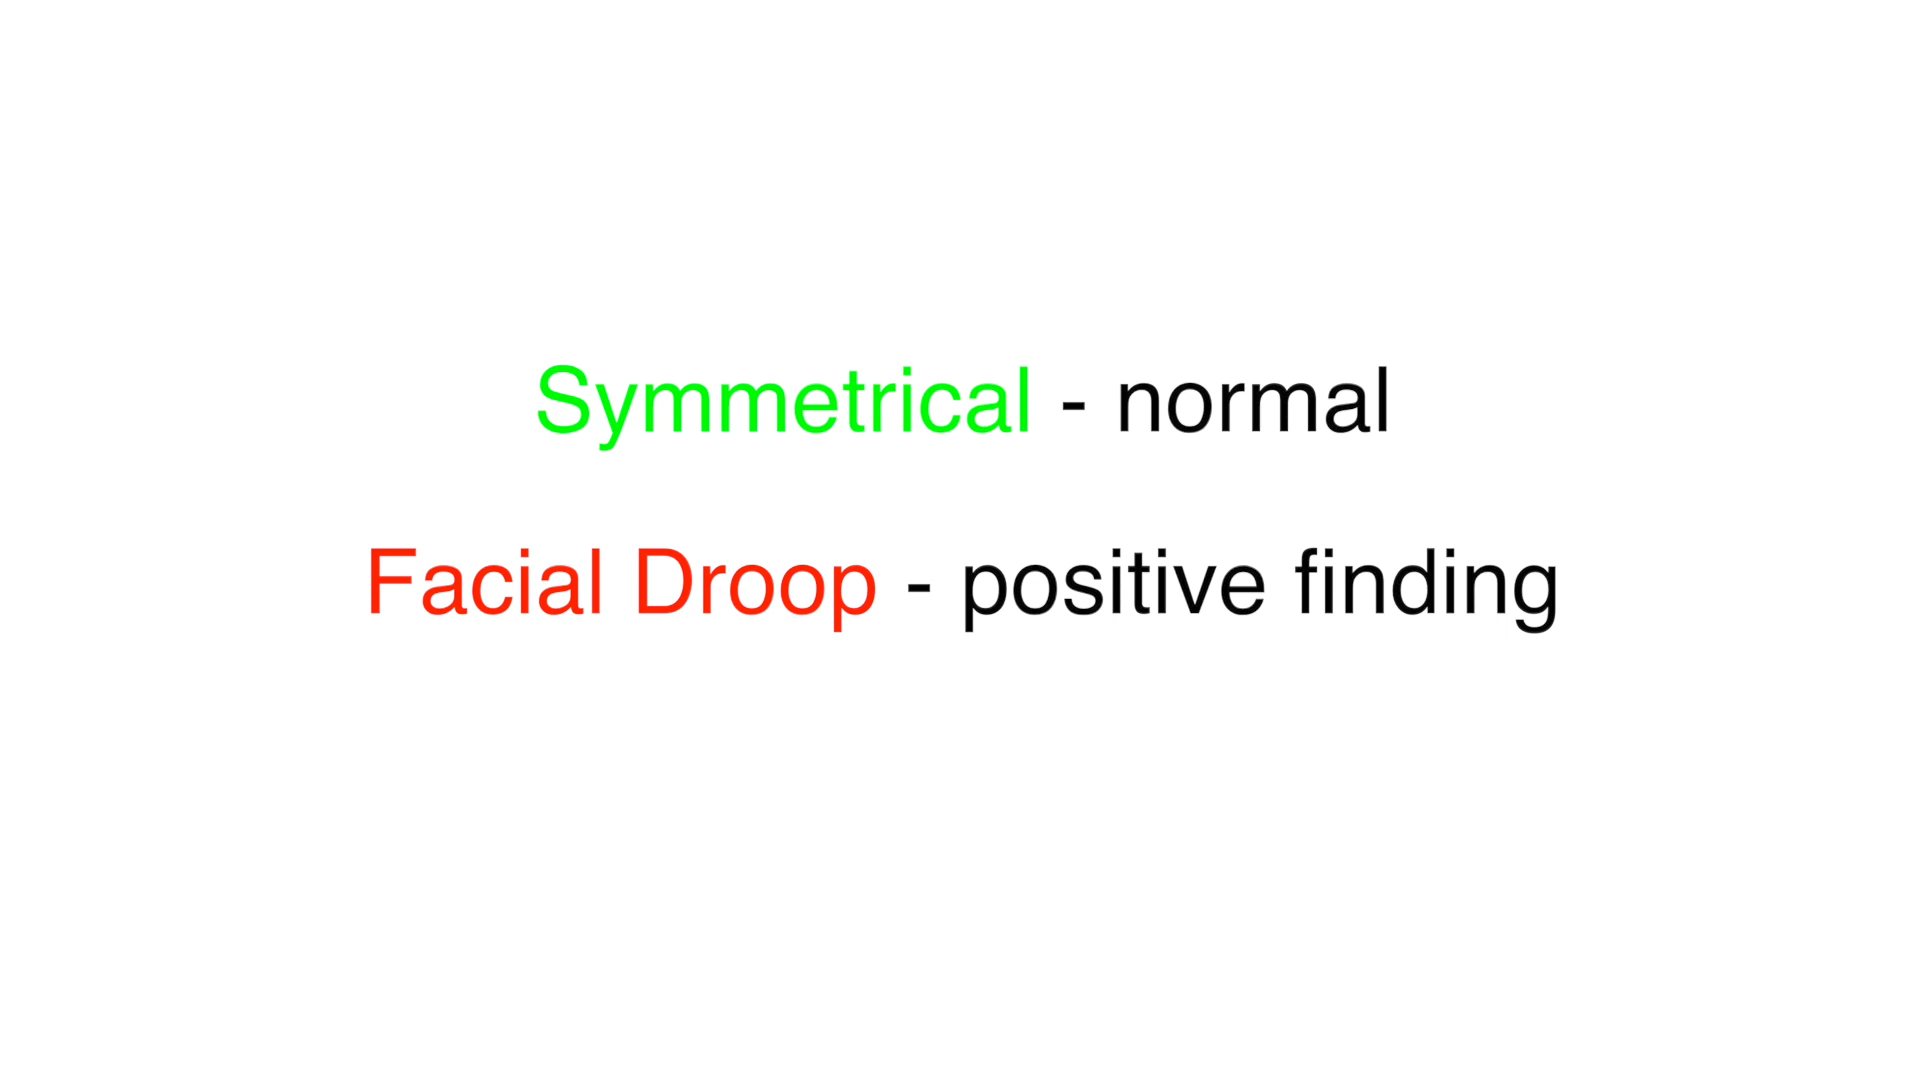 Symmetrical - normal
Facial Droop - positive finding